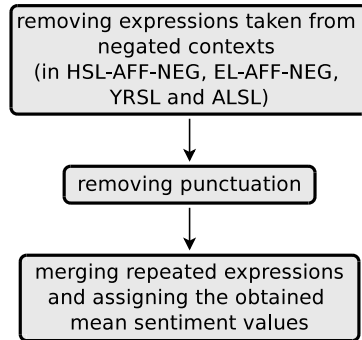 removing expressions taken from
negated contexts
(in HSL-AFF-NEG, EL-AFF-NEG,
YRSL and ALSL)
removing punctuation
merging repeated expressions
and assigning the obtained
mean sentiment values